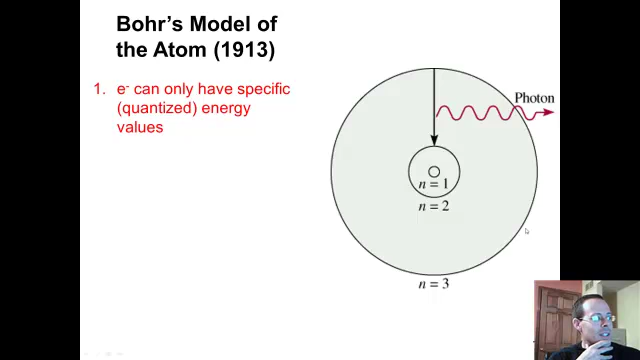 Bohr's Model of
the Atom (1913)
1. e- can only have specific
(quantized) energy
values
Photon
n = 1
n = 2
n = 3